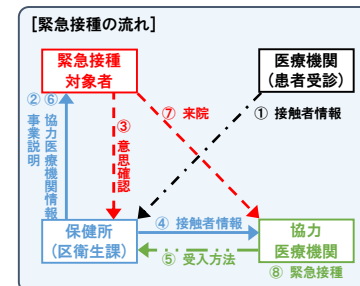 [緊急接種の流れ]
緊急接種
対象者
医療機関
(患者受診)
②⑥
事業説明
協力医療機関情報
③意思確認
⑦ 来院
① 接触者情報
保健所
(区衛生課)
④ 接触者情報
⑤ 受入方法
協力
医療機関
⑧ 緊急接種